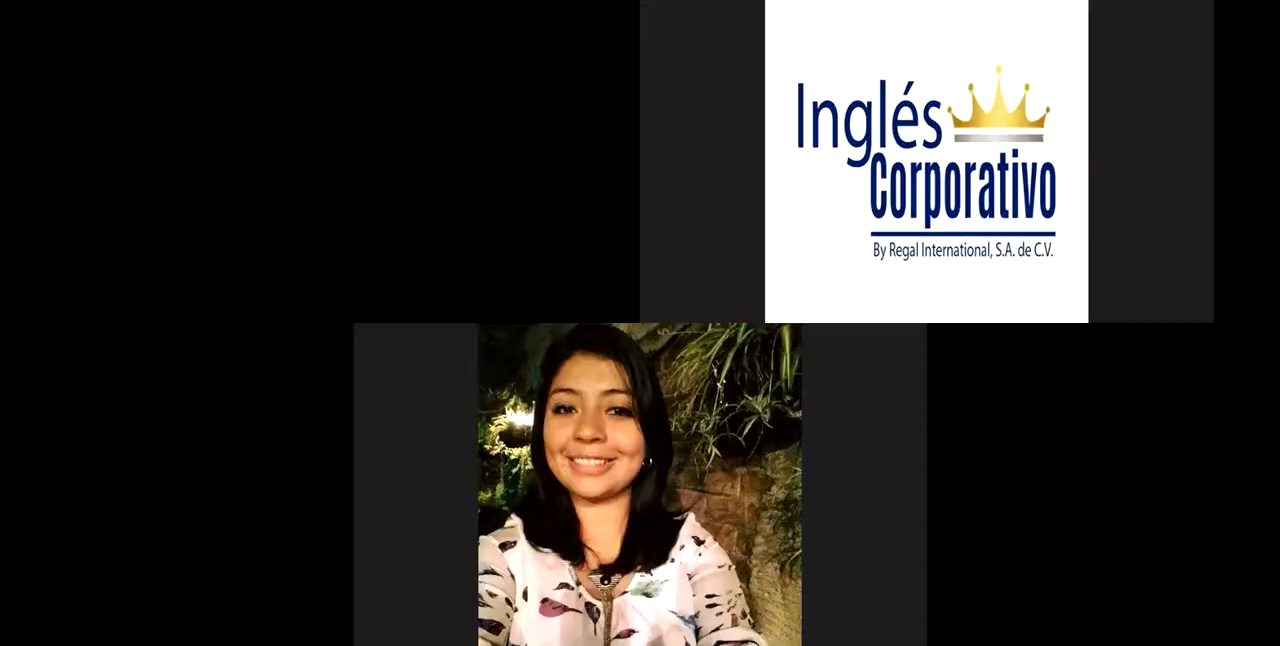 Inglés
Corporativo
By Regal International, S.A. de C.V.